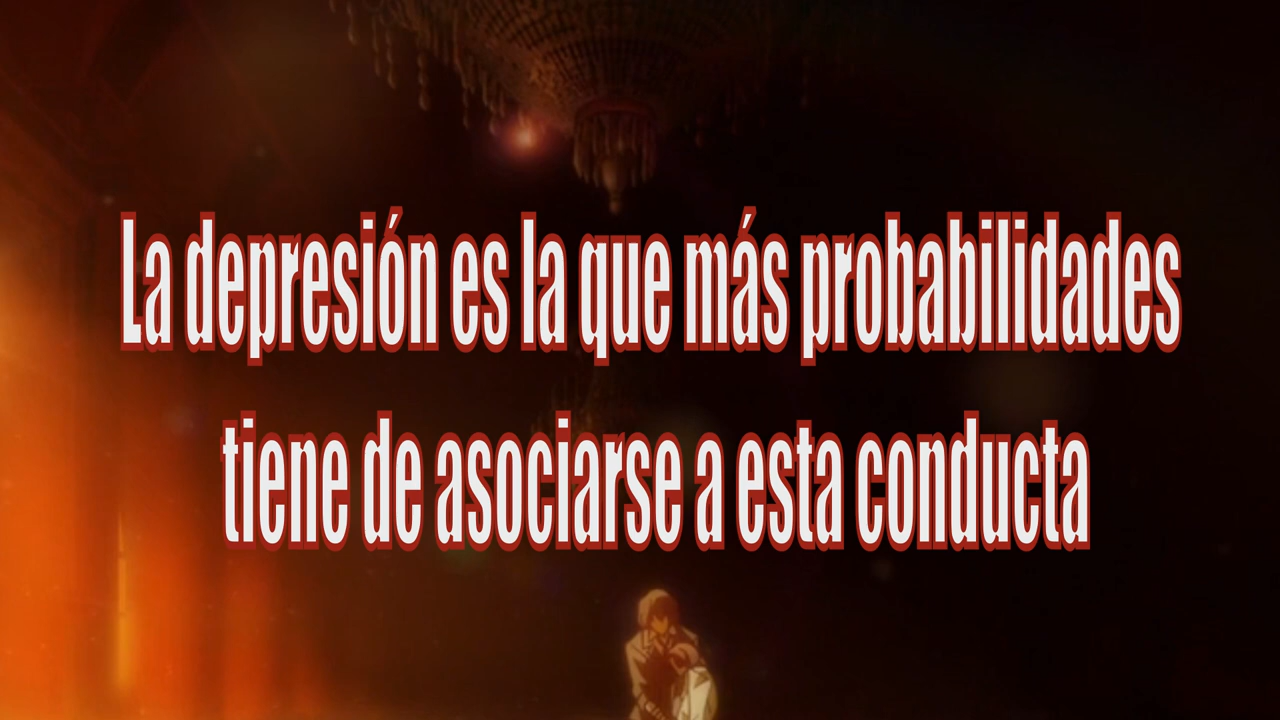 La depresión es la que más probabilidades
tiene de asociarse a esta conducta